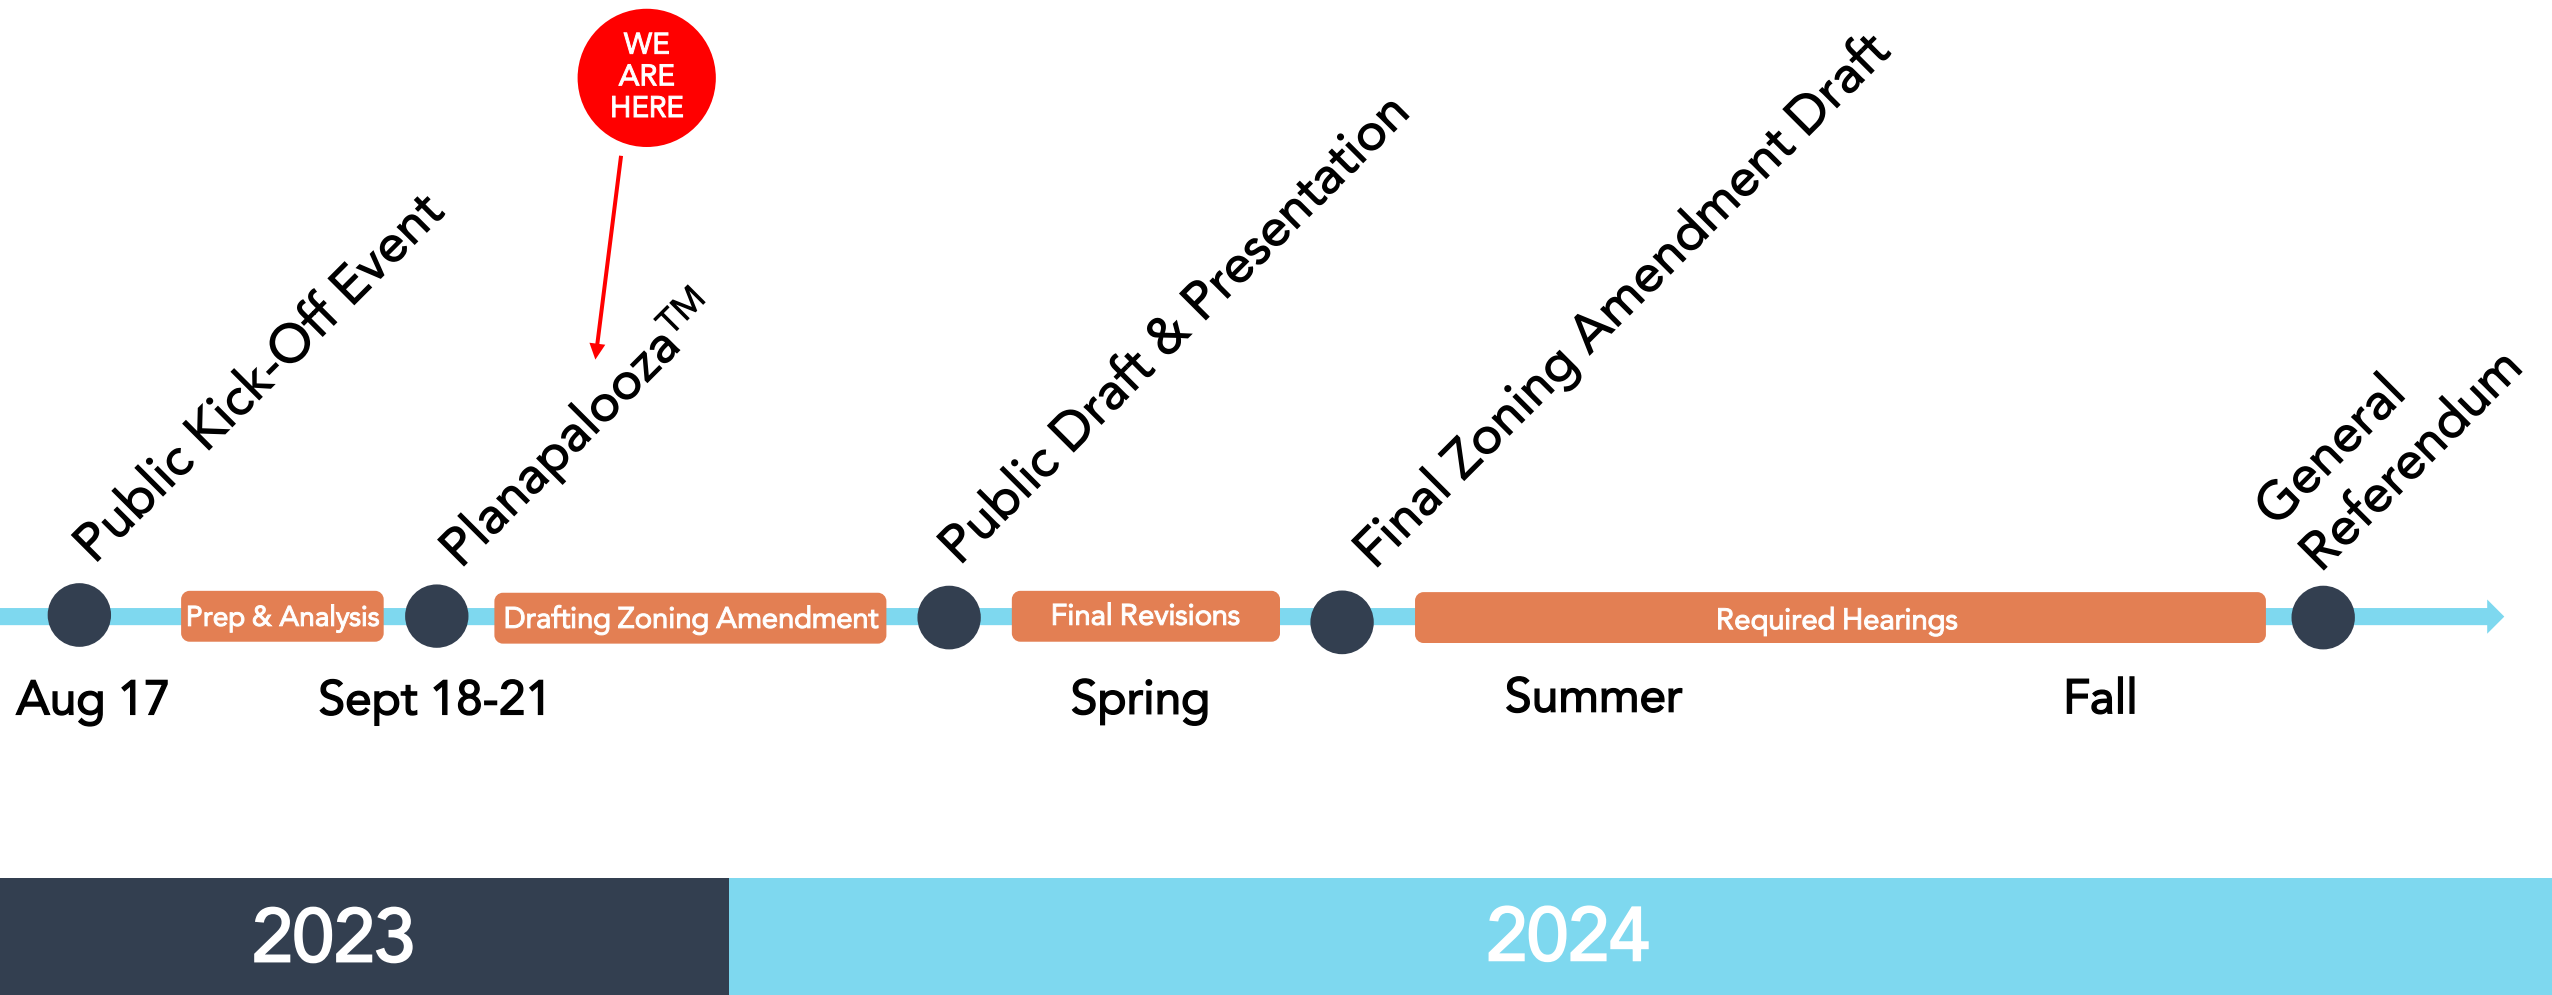 WE
ARE
HERE
Public Kick-Off Event
Planapalooza™
Public Draft & Presentation
Final Zoning Amendment Draft
General
Referendum
Prep & Analysis
Drafting Zoning Amendment
Final Revisions
Required Hearings
Aug 17
Sept 18-21
Spring
Summer
Fall
2023
2024